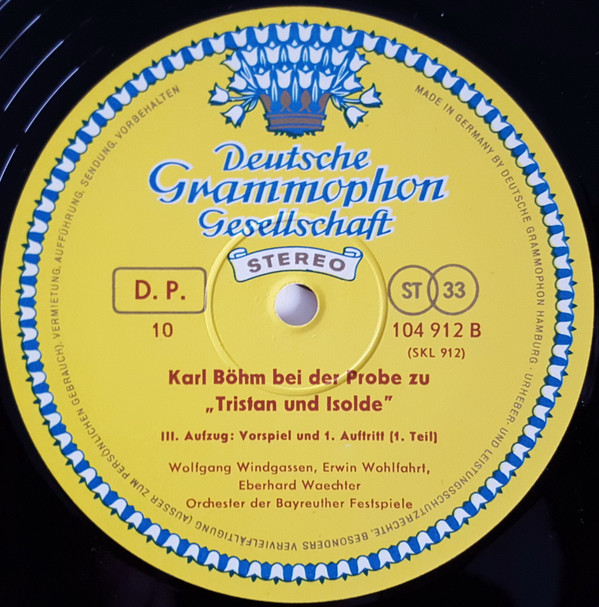 Deutsche
Grammophon
Gesellschaft
STEREO
D. P.
10
ST 33
104 912 B
(SKL 912)
Karl Böhm bei der Probe zu
„Tristan und Isolde”
III. Aufzug: Vorspiel und 1. Auftritt (1. Teil)
Wolfgang Windgassen, Erwin Wohlfahrt,
Eberhard Waechter
Orchester der Bayreuther Festspiele
MADE IN GERMANY BY DEUTSCHE GRAMMOPHON HAMBURG · URHEBER- UND LEISTUNGSSCHUTZRECHTE, BESONDERS VERVIELFÄLTIGUNG (AUSSER ZUM PERSÖNLICHEN GEBRAUCH), VERMIETUNG, AUFFÜHRUNG, SENDUNG, VORBEHALTEN